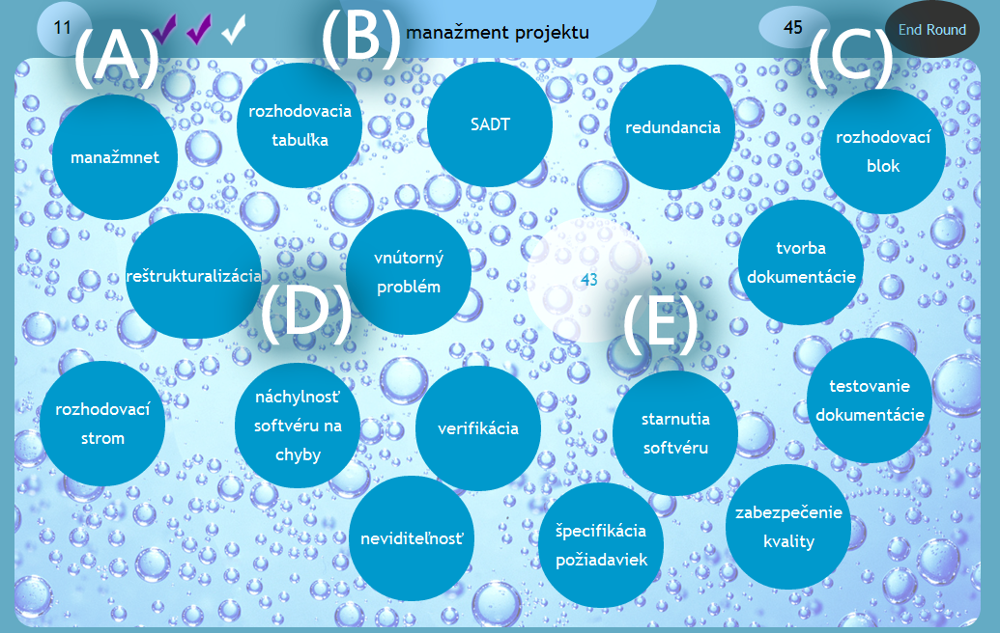 11
(A)
(B)
manažment projektu
45
(C)
End Round
manažmnet
rozhodovacia
tabuľka
SADT
redundancia
rozhodovací
blok
reštrukturalizácia
vnútorný
problém
43
tvorba
dokumentácie
(D)
(E)
rozhodovací
strom
náchylnosť
softvéru na
chyby
verifikácia
starnutia
softvéru
testovanie
dokumentácie
neviditeľnosť
špecifikácia
požiadaviek
zabezpečenie
kvality